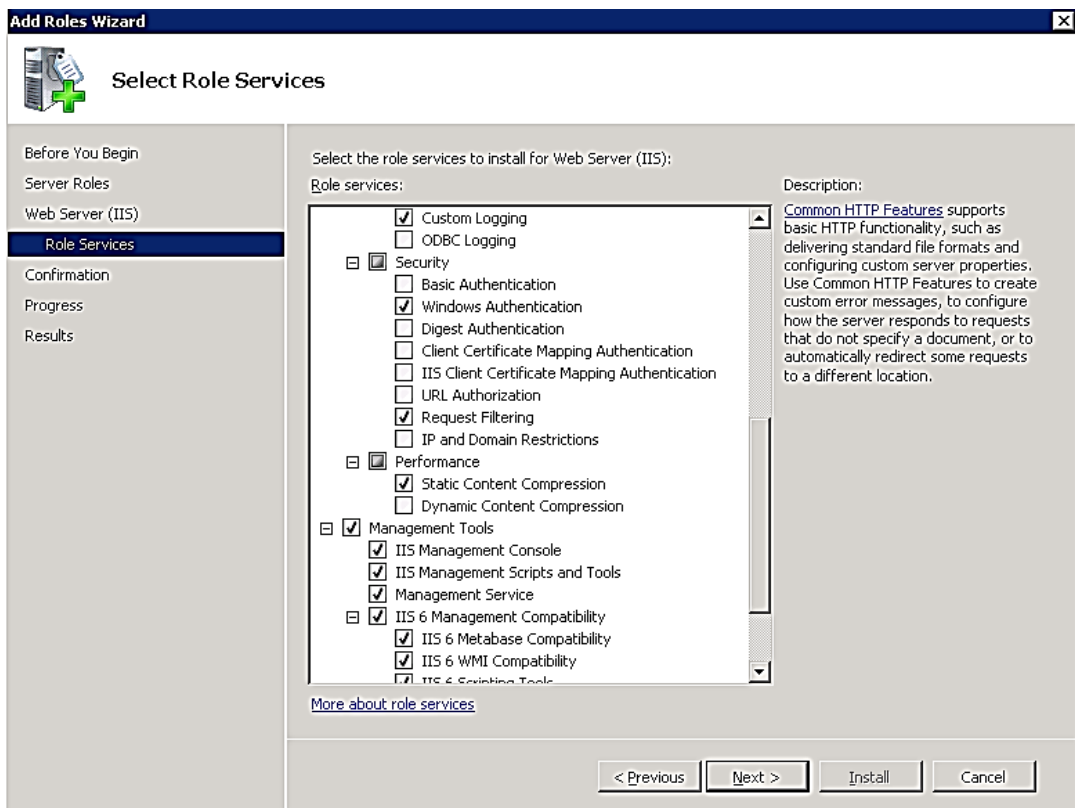 Add Roles Wizard
Select Role Services
Before You Begin
Server Roles
Web Server (IIS)
Role Services
Confirmation
Progress
Results
Select the role services to install for Web Server (IIS):
Role services:
Custom Logging
ODBC Logging
Security
Basic Authentication
Windows Authentication
Digest Authentication
Client Certificate Mapping Authentication
IIS Client Certificate Mapping Authentication
URL Authorization
Request Filtering
IP and Domain Restrictions
Performance
Static Content Compression
Dynamic Content Compression
Management Tools
IIS Management Console
IIS Management Scripts and Tools
Management Service
IIS 6 Management Compatibility
IIS 6 Metabase Compatibility
IIS 6 WMI Compatibility
IIS 6 Scripting Tools
More about role services
Description:
Common HTTP Features supports
basic HTTP functionality, such as
delivering standard file formats and
configuring custom server properties.
Use Common HTTP Features to create
custom error messages, to configure
how the server responds to requests
that do not specify a document, or to
automatically redirect some requests
to a different location.
< Previous
Next >
Install
Cancel